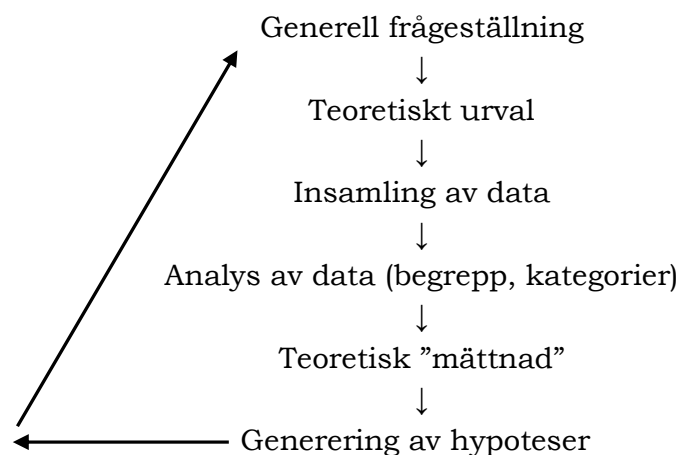 Generell frågeställning
↓
Teoretiskt urval
↓
Insamling av data
↓
Analys av data (begrepp, kategorier)
↓
Teoretisk ”mättnad”
↓
Generering av hypoteser